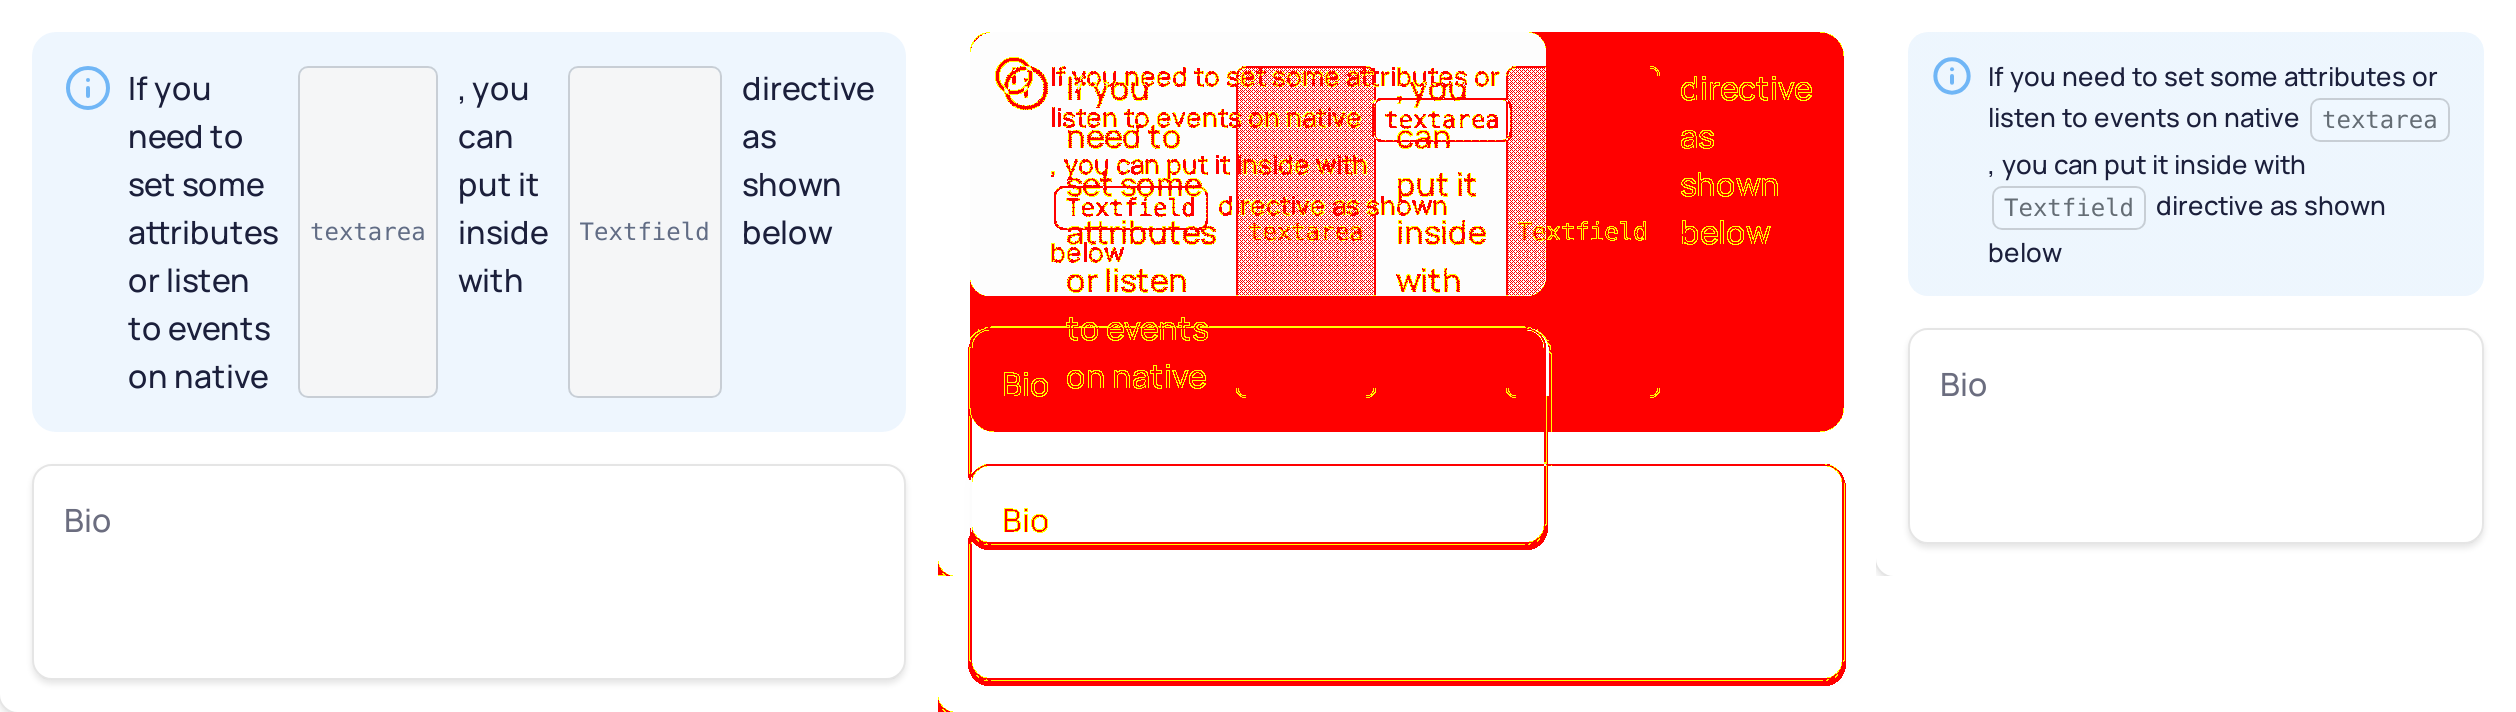 If you
need to
set some
attributes
or listen
to events
on native
textarea
, you
can
put it
inside
with
Textfield
directive
as
shown
below
Bio
If you need to set some attributes or
listen to events on native textarea
, you can put it inside with
Textfield directive as shown
below
If you
need to
set some
attributes
or listen
to events
on native
textarea
, you
can
put it
inside
with
Textfield
directive
as
shown
below
Bio
Bio
If you need to set some attributes or
listen to events on native textarea
, you can put it inside with
Textfield directive as shown
below
Bio